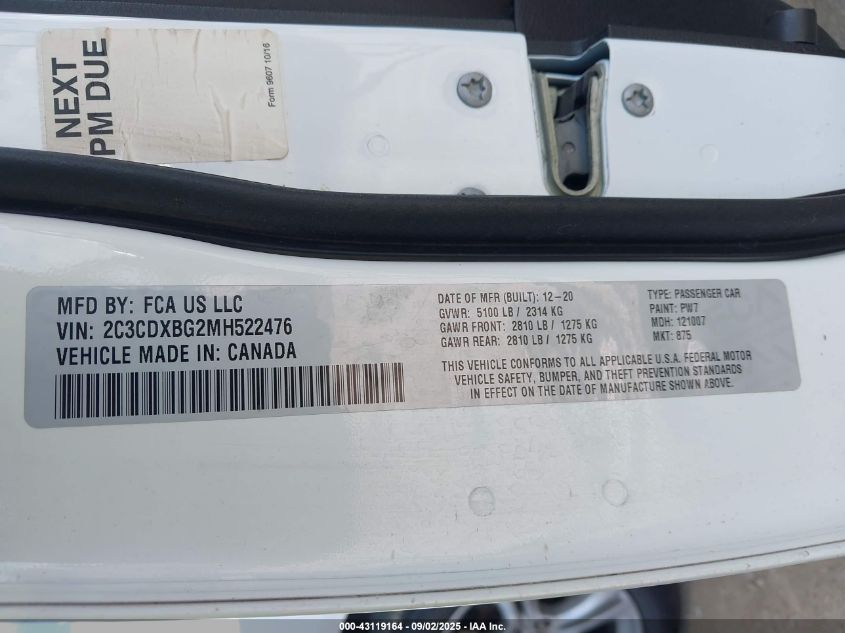 NEXT
PM DUE
Form 9607 10/16
MFD BY: FCA US LLC
VIN: 2C3CDXBG2MH522476
VEHICLE MADE IN: CANADA
DATE OF MFR (BUILT): 12-20
GVWR: 5100 LB / 2314 KG
GAWR FRONT: 2810 LB / 1275 KG
GAWR REAR: 2810 LB / 1275 KG
TYPE: PASSENGER CAR
PAINT: PW7
MDH: 121007
MKT: 875
THIS VEHICLE CONFORMS TO ALL APPLICABLE U.S.A. FEDERAL MOTOR
VEHICLE SAFETY, BUMPER, AND THEFT PREVENTION STANDARDS
IN EFFECT ON THE DATE OF MANUFACTURE SHOWN ABOVE.
000-43119164 - 09/02/2025 - IAA Inc.